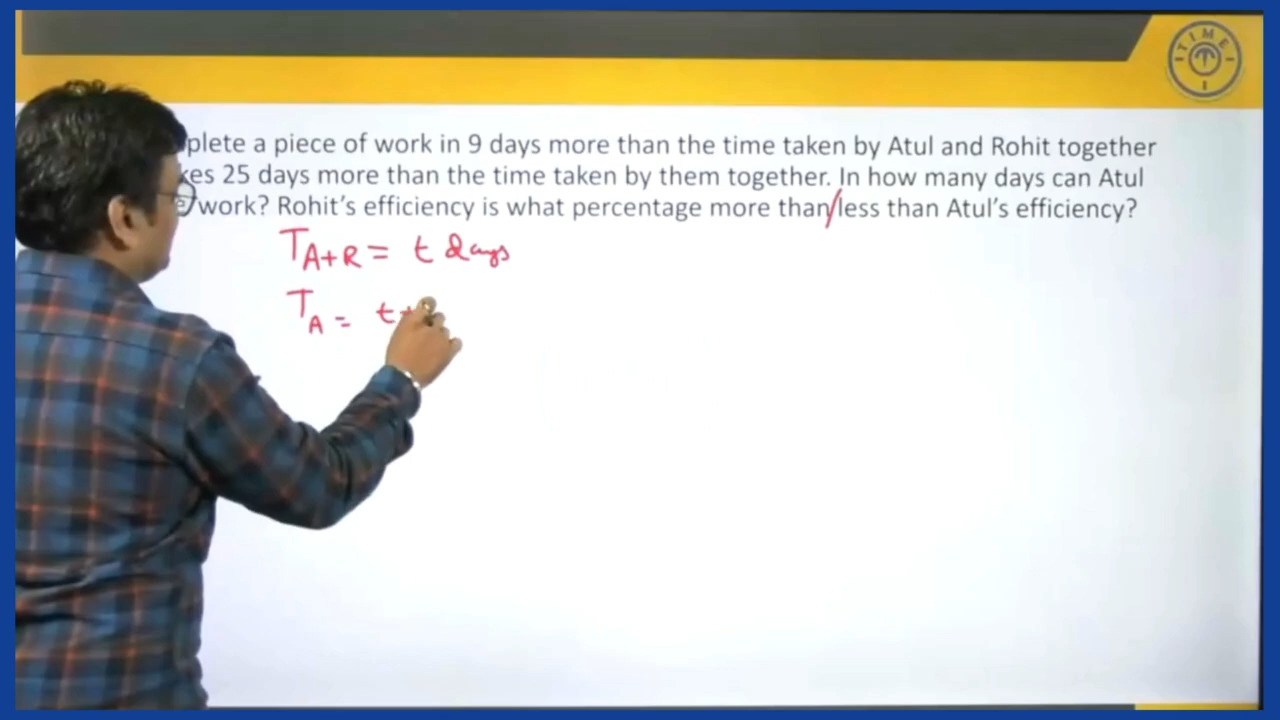 TIME
plete a piece of work in 9 days more than the time taken by Atul and Rohit together
kes 25 days more than the time taken by them together. In how many days can Atul
work? Rohit's efficiency is what percentage more than/less than Atul's efficiency?
T A+R = t days
T A = t+